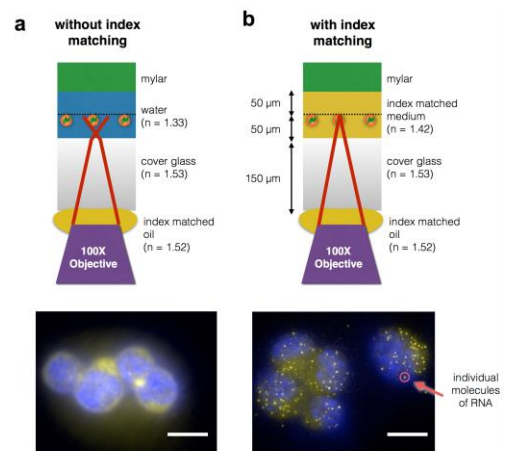 a
without index
matching
mylar
water
(n = 1.33)
cover glass
(n = 1.53)
index matched
oil
(n = 1.52)
100X
Objective
b
with index
matching
50 µm
50 µm
150 µm
mylar
index matched
medium
(n = 1.42)
cover glass
(n = 1.53)
index matched
oil
(n = 1.52)
100X
Objective
individual
molecules
of RNA